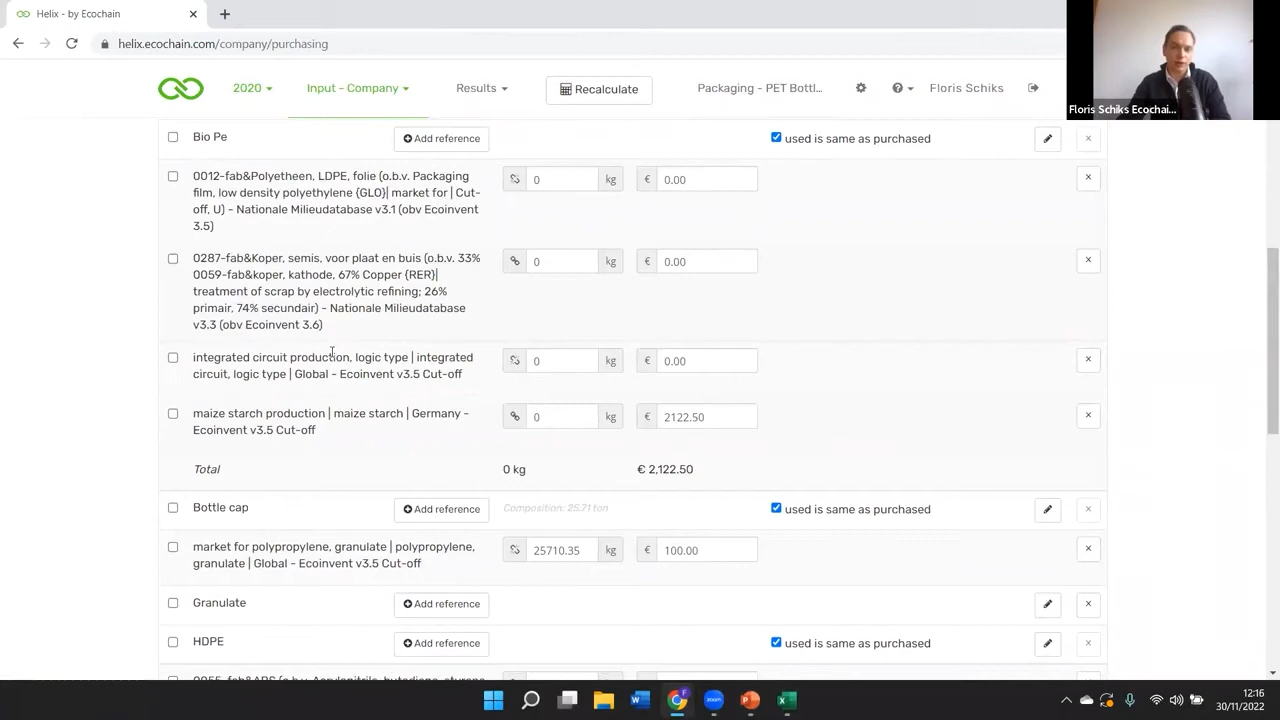 Helix - by Ecochain
helix.ecochain.com/company/purchasing
Floris Schiks Ecochai...
2020
Input - Company
Results
Recalculate
Packaging - PET Bottl...
Floris Schiks
Bio Pe
Add reference
used is same as purchased
0012-fab&Polyetheen, LDPE, folie (o.b.v. Packaging
film, low density polyethylene {GLO}| market for | Cut-
off, U) - Nationale Milieudatabase v3.1 (obv Ecoinvent
3.5)
0 kg € 0.00
0287-fab&Koper, semis, voor plaat en buis (o.b.v. 33%
0059-fab&koper, kathode, 67% Copper {RER}|
treatment of scrap by electrolytic refining; 26%
primair, 74% secundair) - Nationale Milieudatabase
v3.3 (obv Ecoinvent 3.6)
0 kg € 0.00
integrated circuit production, logic type | integrated
circuit, logic type | Global - Ecoinvent v3.5 Cut-off
0 kg € 0.00
maize starch production | maize starch | Germany -
Ecoinvent v3.5 Cut-off
0 kg € 2122.50
Total 0 kg € 2,122.50
Bottle cap
Add reference
Composition: 25.71 ton
used is same as purchased
market for polypropylene, granulate | polypropylene,
granulate | Global - Ecoinvent v3.5 Cut-off
25710.35 kg € 100.00
Granulate
Add reference
HDPE
Add reference
used is same as purchased
12:16
30/11/2022